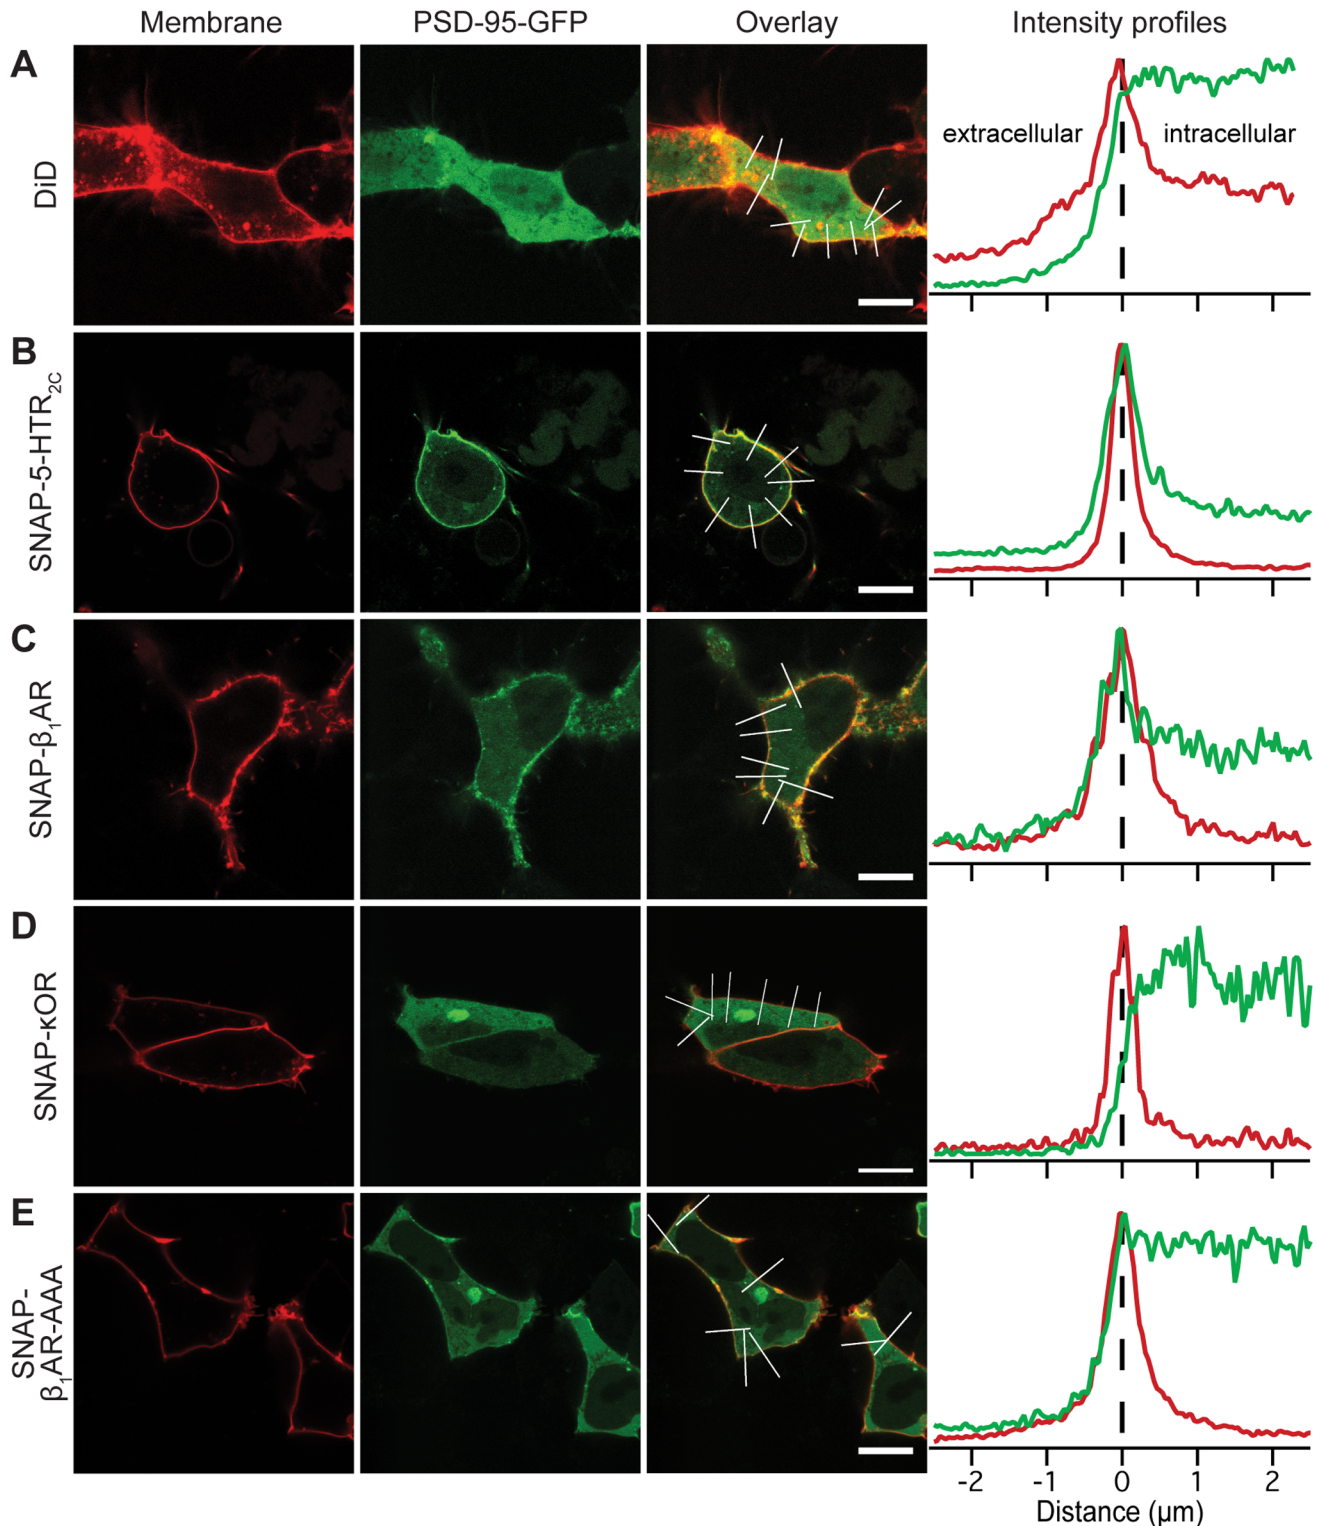 Membrane PSD-95-GFP Overlay Intensity profiles
A
DiD
extracellular intracellular
B
SNAP-5-HTR2C
C
SNAP-β1AR
D
SNAP-κOR
E
SNAP-
β1AR-AAA
-2 -1 0 1 2
Distance (µm)